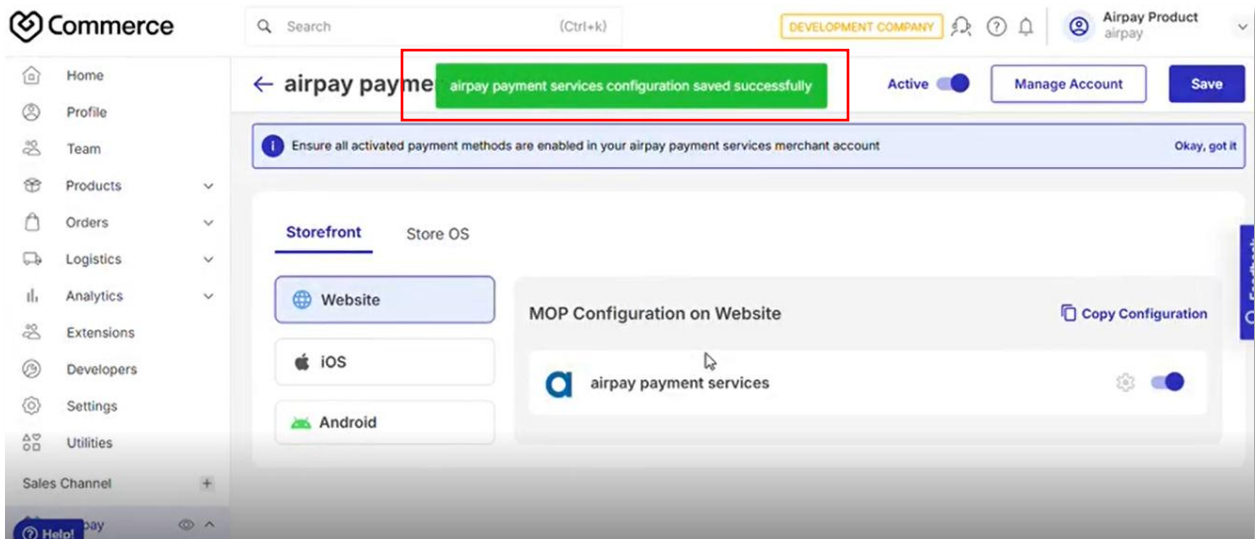 Commerce
Search (Ctrl+k)
DEVELOPMENT COMPANY
Airpay Product
airpay
Home
Profile
Team
Products
Orders
Logistics
Analytics
Extensions
Developers
Settings
Utilities
Sales Channel +
pay
Help!
airpay payme
airpay payment services configuration saved successfully
Active
Manage Account
Save
Ensure all activated payment methods are enabled in your airpay payment services merchant account
Okay, got it
Storefront Store OS
Website
iOS
Android
MOP Configuration on Website
Copy Configuration
airpay payment services